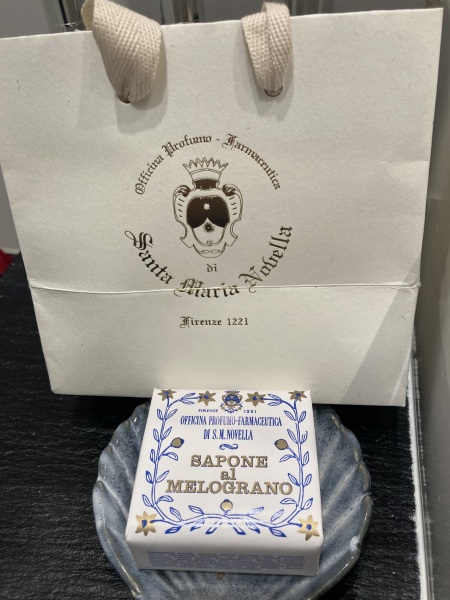 Officina Profumo - Farmaceutica
di
Santa Maria Novella
Firenze 1221
FIRENZE 1221
OFFICINA PROFUMO-FARMACEUTICA
DI S.M.NOVELLA
SAPONE
al
MELOGRANO